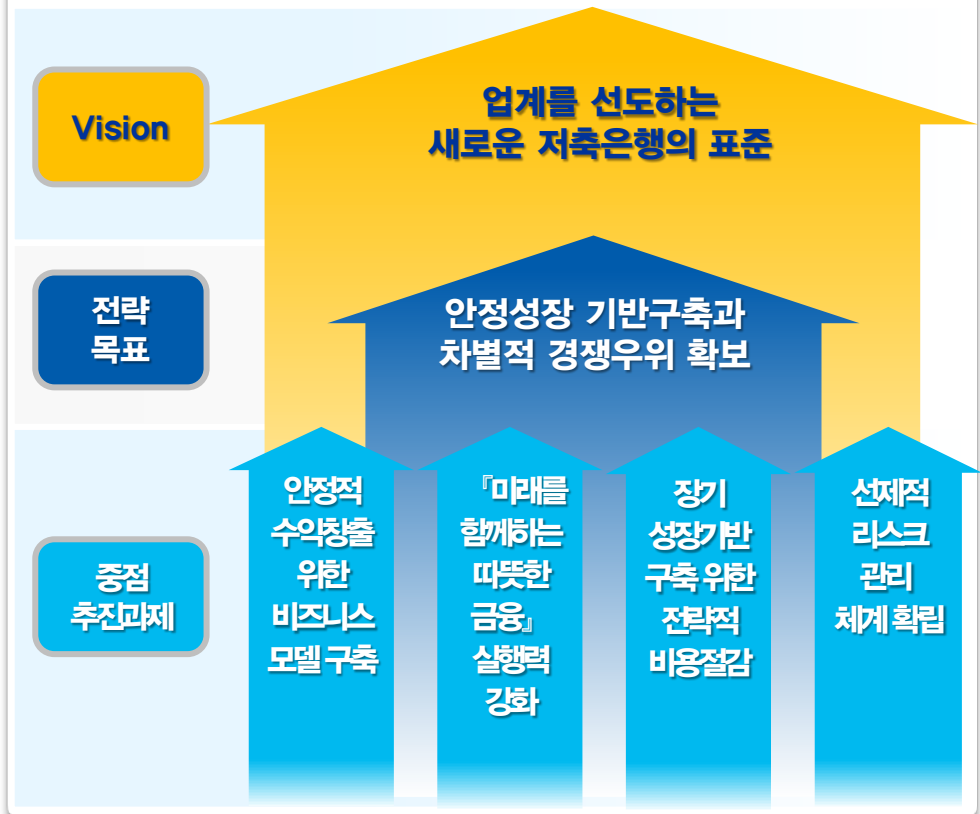 Vision
업계를 선도하는
새로운 저축은행의 표준
전략
목표
안정성장 기반구축과
차별적 경쟁우위 확보
중점
추진과제
안정적
수익창출
위한
비즈니스
모델 구축
『미래를
함께하는
따뜻한
금융』
실행력
강화
장기
성장기반
구축 위한
전략적
비용절감
선제적
리스크
관리
체계 확립